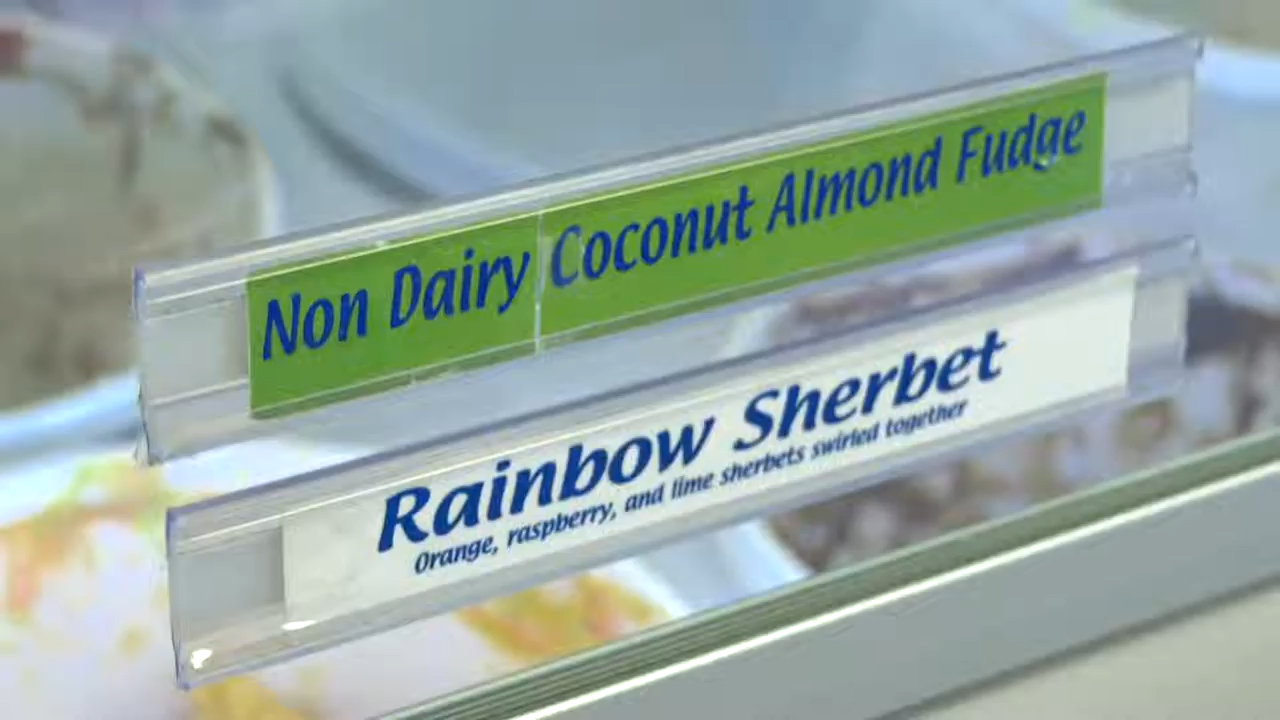 Non Dairy Coconut Almond Fudge
Rainbow Sherbet
Orange, raspberry, and lime sherbets swirled together